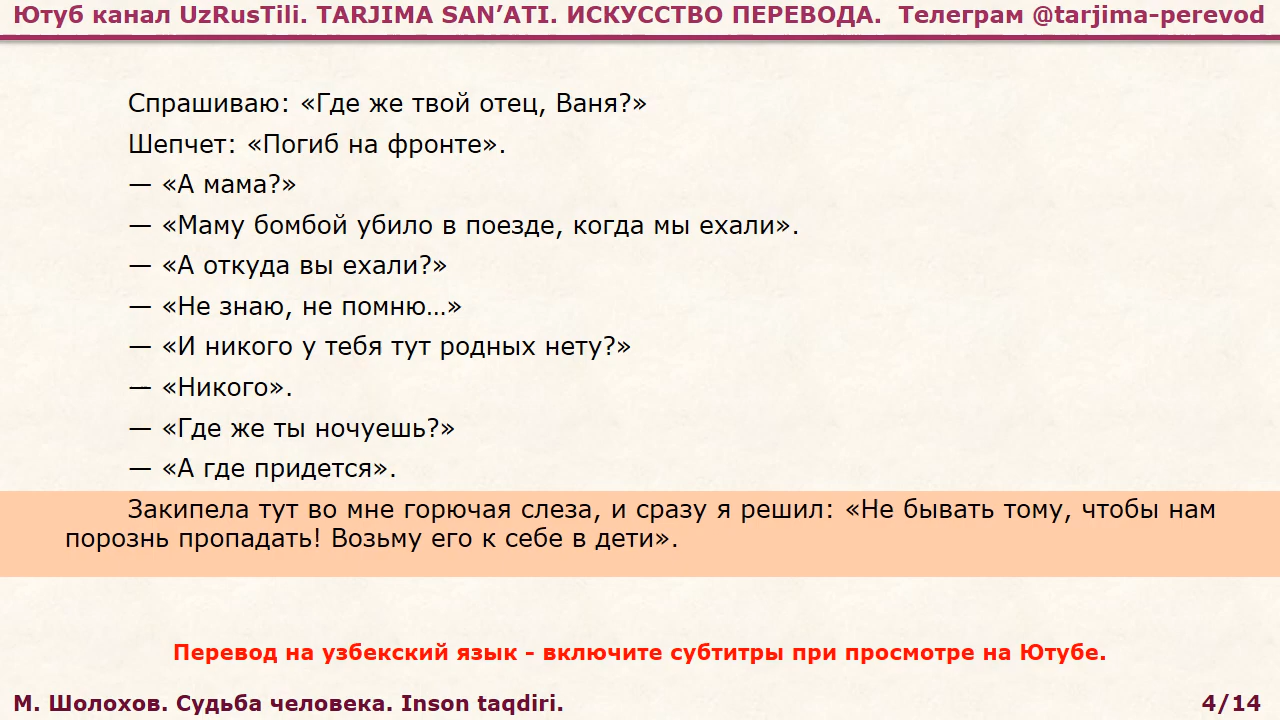 Ютуб канал UzRusTili. TARJIMA SAN’ATI. ИСКУССТВО ПЕРЕВОДА. Телеграм @tarjima-perevod
Спрашиваю: «Где же твой отец, Ваня?»
Шепчет: «Погиб на фронте».
— «А мама?»
— «Маму бомбой убило в поезде, когда мы ехали».
— «А откуда вы ехали?»
— «Не знаю, не помню…»
— «И никого у тебя тут родных нету?»
— «Никого».
— «Где же ты ночуешь?»
— «А где придется».
Закипела тут во мне горючая слеза, и сразу я решил: «Не бывать тому, чтобы нам
порознь пропадать! Возьму его к себе в дети».
Перевод на узбекский язык - включите субтитры при просмотре на Ютубе.
М. Шолохов. Судьба человека. Inson taqdiri.
4/14